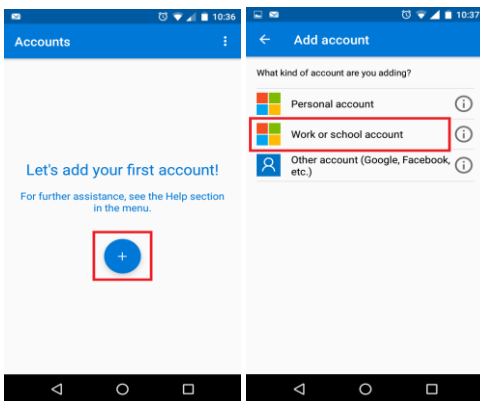 10:36
Accounts
Let's add your first account!
For further assistance, see the Help section
in the menu.
+
10:37
Add account
What kind of account are you adding?
Personal account
Work or school account
Other account (Google, Facebook,
etc.)